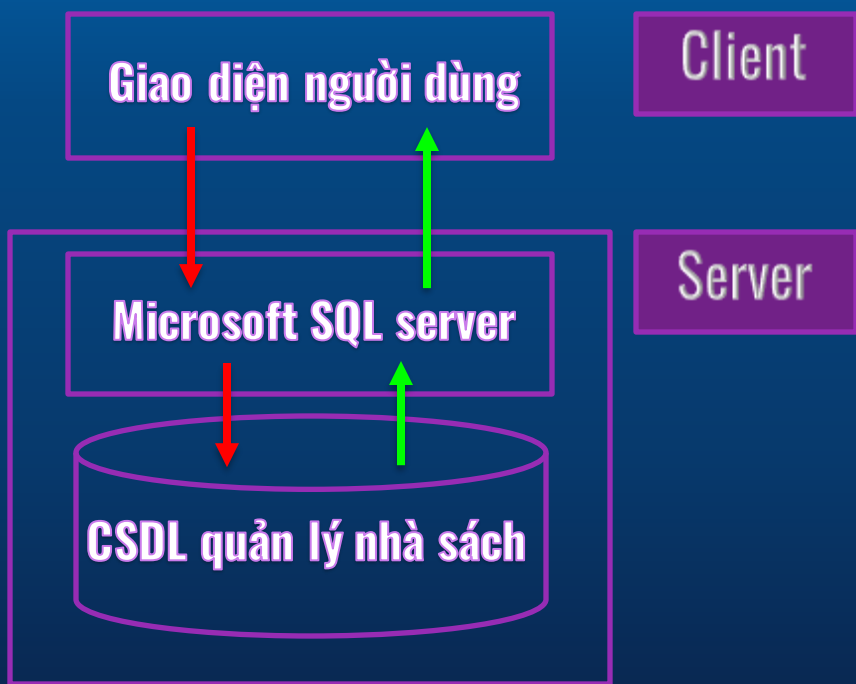 Giao diện người dùng
Client
Microsoft SQL server
Server
CSDL quản lý nhà sách